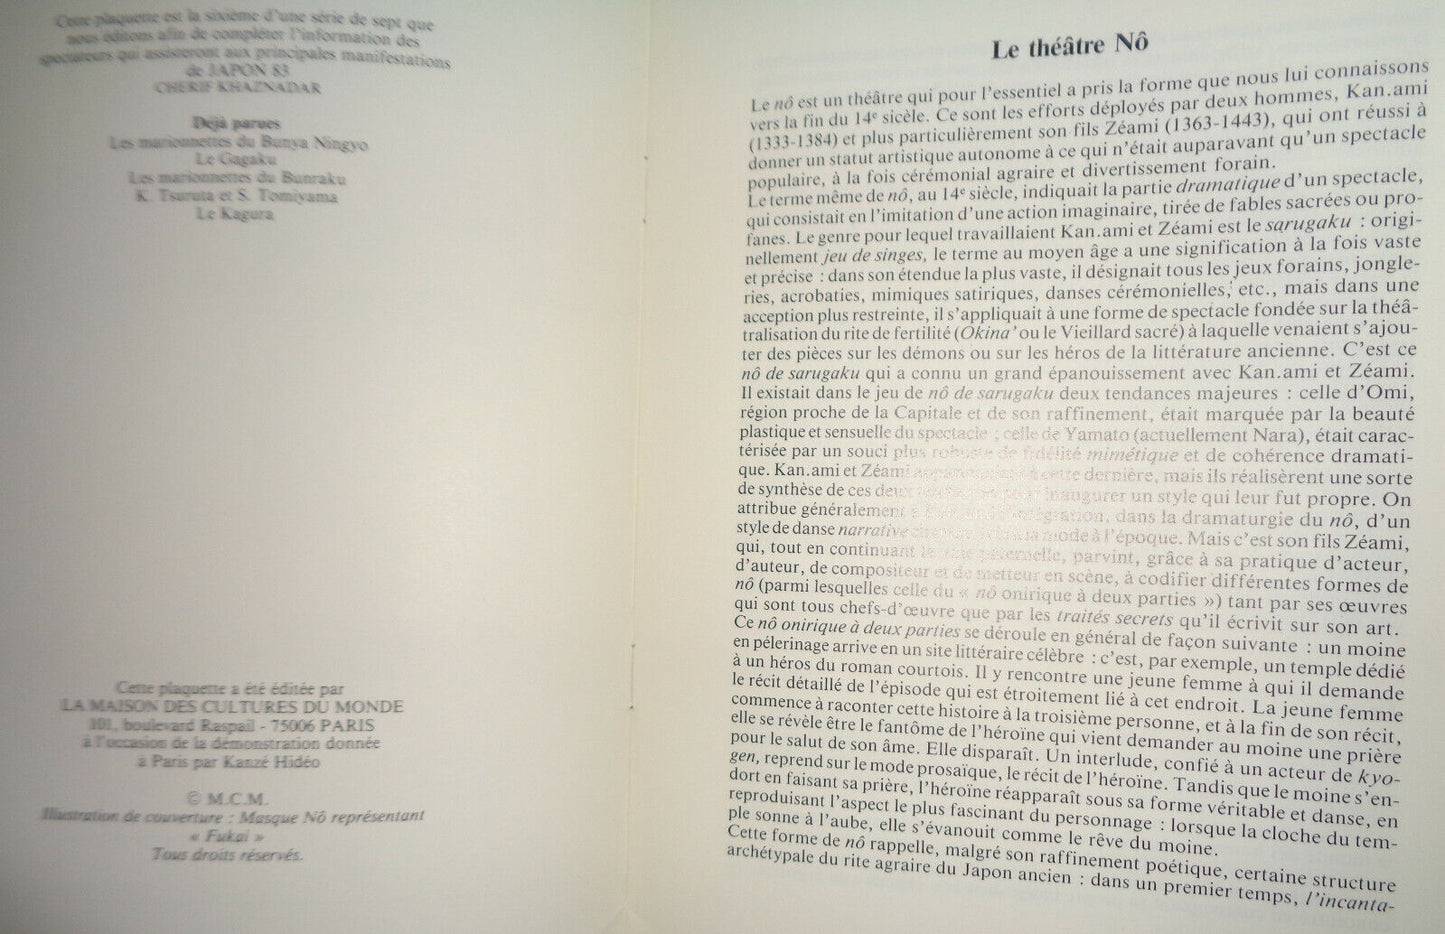 Cette plaquette est la sixième d'une série de sept que
nous éditons afin de compléter l'information des
spectateurs qui assisteront aux principales manifestations
de JAPON 83
CHERIF KHAZNADAR
Déjà parues
Les marionnettes du Bunya Ningyo
Le Gagaku
Les marionnettes du Bunraku
K. Tsuruta et S. Tomiyama
Le Kagura
Cette plaquette a été éditée par
LA MAISON DES CULTURES DU MONDE
101, boulevard Raspail - 75006 PARIS
à l'occasion de la démonstration donnée
à Paris par Kanzé Hidéo
© M.C.M.
Illustration de couverture : Masque Nô représentant
« Fukai »
Tous droits réservés.
Le théâtre Nô
Le nô est un théâtre qui pour l'essentiel a pris la forme que nous lui connaissons
vers la fin du 14e sicèle. Ce sont les efforts déployés par deux hommes, Kan.ami
(1333-1384) et plus particulièrement son fils Zéami (1363-1443), qui ont réussi à
donner un statut artistique autonome à ce qui n'était auparavant qu'un spectacle
populaire, à la fois cérémonial agraire et divertissement forain.
Le terme même de nô, au 14e siècle, indiquait la partie dramatique d'un spectacle,
qui consistait en l'imitation d'une action imaginaire, tirée de fables sacrées ou pro-
fanes. Le genre pour lequel travaillaient Kan.ami et Zéami est le sarugaku : origi-
nellement jeu de singes, le terme au moyen âge a une signification à la fois vaste
et précise : dans son étendue la plus vaste, il désignait tous les jeux forains, jongle-
ries, acrobaties, mimiques satiriques, danses cérémonielles, etc., mais dans une
acception plus restreinte, il s'appliquait à une forme de spectacle fondée sur la théâ-
tralisation du rite de fertilité (Okina' ou le Vieillard sacré) à laquelle venaient s'ajou-
ter des pièces sur les démons ou sur les héros de la littérature ancienne. C'est ce
nô de sarugaku qui a connu un grand épanouissement avec Kan.ami et Zéami.
Il existait dans le jeu de nô de sarugaku deux tendances majeures : celle d'Omi,
région proche de la Capitale et de son raffinement, était marquée par la beauté
plastique et sensuelle du spectacle ; celle de Yamato (actuellement Nara), était carac-
térisée par un souci plus robuste de fidélité mimétique et de cohérence dramati-
que. Kan.ami et Zéami appartenaient à cette dernière, mais ils réalisèrent une sorte
de synthèse de ces deux pour inaugurer un style qui leur fut propre. On
attribue généralement à l'intégration, dans la dramaturgie du nô, d'un
style de danse narrative à la mode à l'époque. Mais c'est son fils Zéami,
qui, tout en continuant paternelle, parvint, grâce à sa pratique d'acteur,
d'auteur, de compositeur et de metteur en scène, à codifier différentes formes de
nô (parmi lesquelles celle du « nô onirique à deux parties ») tant par ses œuvres
qui sont tous chefs-d'œuvre que par les traités secrets qu'il écrivit sur son art.
Ce nô onirique à deux parties se déroule en général de façon suivante : un moine
en pélerinage arrive en un site littéraire célèbre : c'est, par exemple, un temple dédié
à un héros du roman courtois. Il y rencontre une jeune femme à qui il demande
le récit détaillé de l'épisode qui est étroitement lié à cet endroit. La jeune femme
commence à raconter cette histoire à la troisième personne, et à la fin de son récit,
elle se révèle être le fantôme de l'héroïne qui vient demander au moine une prière
pour le salut de son âme. Elle disparaît. Un interlude, confié à un acteur de kyo-
gen, reprend sur le mode prosaïque, le récit de l'héroïne. Tandis que le moine s'en-
dort en faisant sa prière, l'héroïne réapparaît sous sa forme véritable et danse, en
reproduisant l'aspect le plus fascinant du personnage : lorsque la cloche du tem-
ple sonne à l'aube, elle s'évanouit comme le rêve du moine.
Cette forme de nô rappelle, malgré son raffinement poétique, certaine structure
archétypale du rite agraire du Japon ancien : dans un premier temps, l'incanta-